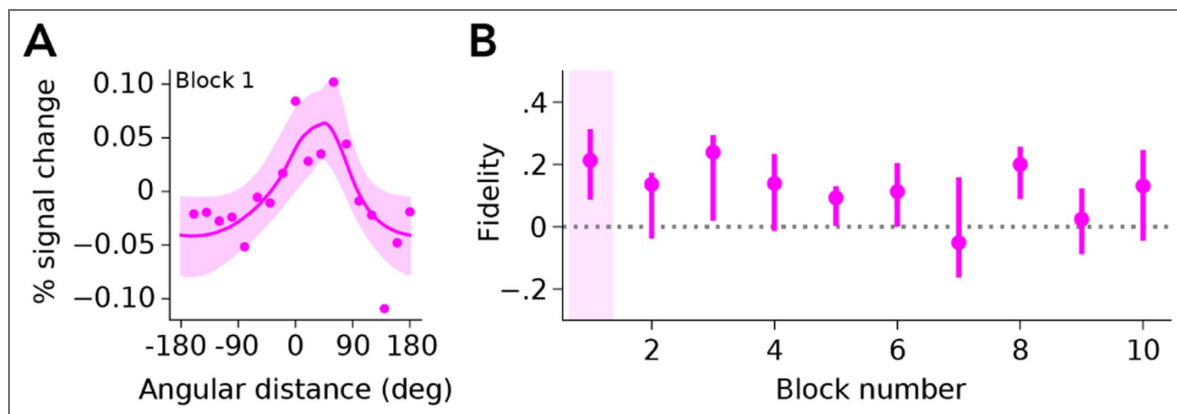 A
Block 1
% signal change
0.10
0.05
0
−0.05
−0.10
-180 -90 0 90 180
Angular distance (deg)
B
Fidelity
.4
.2
0
−.2
2 4 6 8 10
Block number